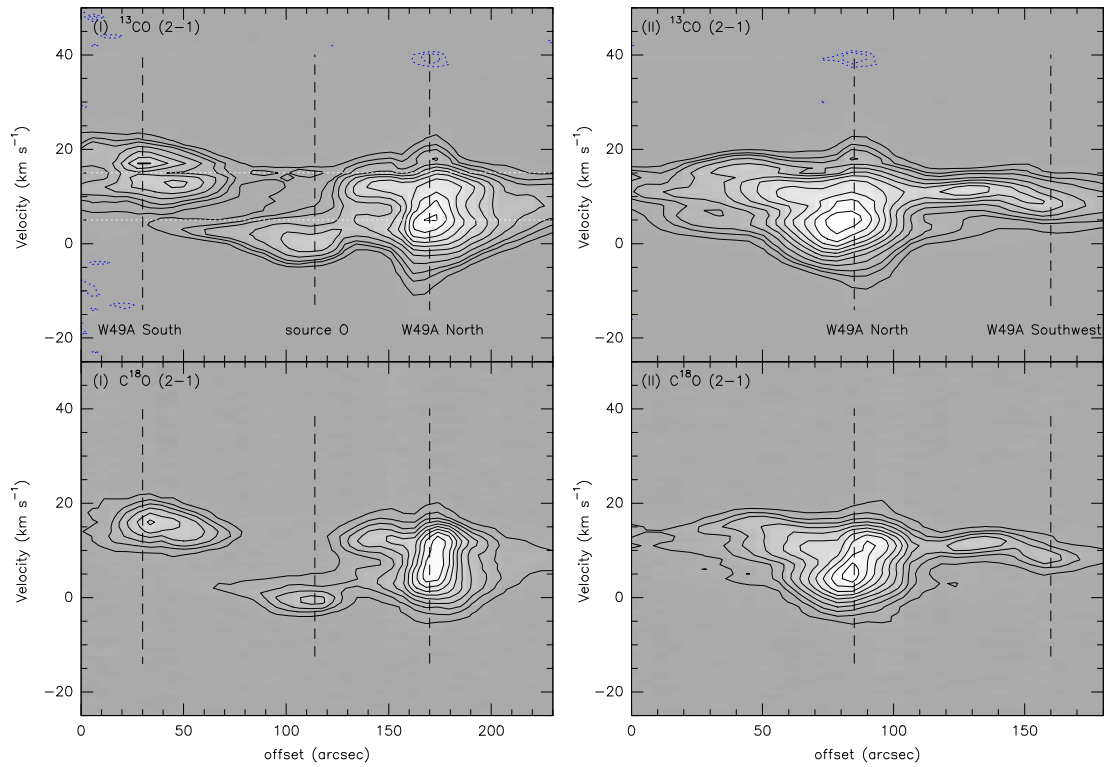 (I) ¹³CO (2−1)
(II) ¹³CO (2−1)
40
20
0
−20
Velocity (km s⁻¹)
W49A South
source O
W49A North
40
20
0
−20
Velocity (km s⁻¹)
W49A North
W49A Southwest
(I) C¹⁸O (2−1)
(II) C¹⁸O (2−1)
40
20
0
−20
Velocity (km s⁻¹)
0
50
100
150
200
offset (arcsec)
40
20
0
−20
Velocity (km s⁻¹)
0
50
100
150
offset (arcsec)